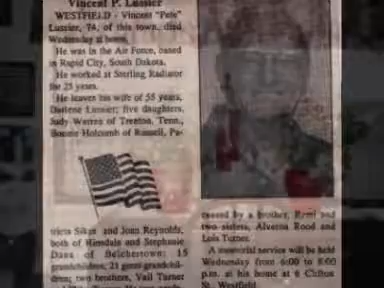 Vincent P. Lussier
WESTFIELD - Vincent "Pete"
Lussier, 74, of this town, died
Wednesday at home.
He was in the Air Force, based
in Rapid City, South Dakota.
He worked at Sterling Radiator
for 25 years.
He leaves his wife of 55 years,
Darlene Lussier; five daughters,
Judy Warren of Trenton, Tenn.,
Bonnie Holcomb of Russell, Pa-
tricia Sikes and Joan Reynolds,
both of Hinsdale and Stephanie
Dana of Belchertown; 15
grandchildren; 21 great grandchil-
dren; two brothers, Vail Turner
ceased by a brother, Remi and
two sisters, Alverna Rood and
Lois Turner.
A memorial service will be held
Wednesday from 6:00 to 8:00
p.m. at his home at 6 Clifton
St., Westfield.